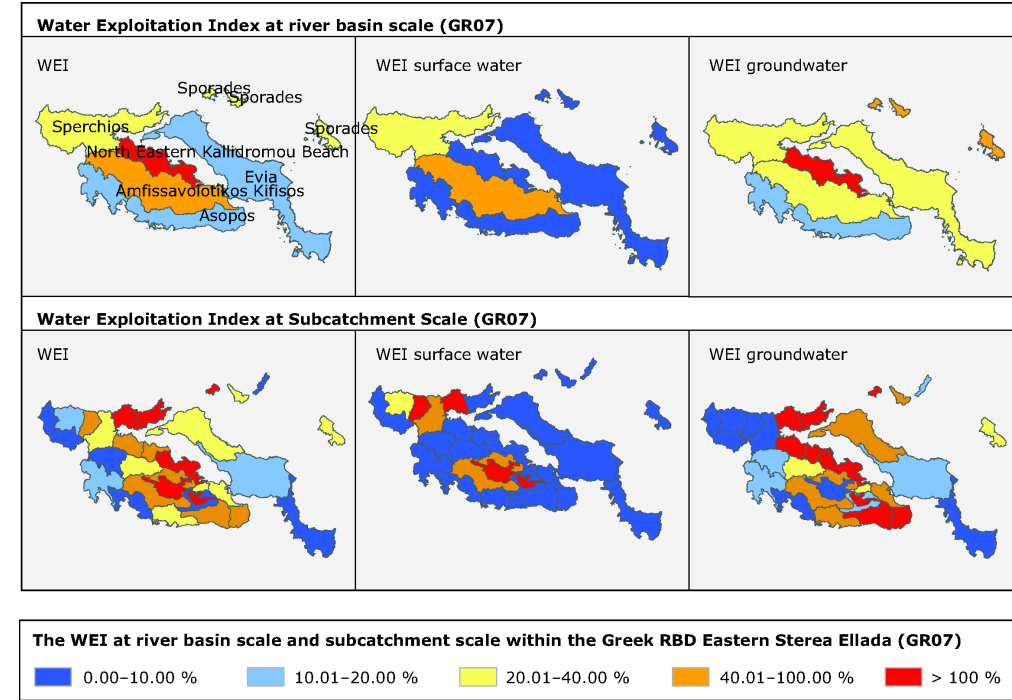 Water Exploitation Index at river basin scale (GR07)
WEI
WEI surface water
WEI groundwater
Sporades
Sporades
Sperchios
Sporades
North Eastern Kallidromou Beach
Evia
Amfissavoiotikos Kifisos
Asopos
Water Exploitation Index at Subcatchment Scale (GR07)
WEI
WEI surface water
WEI groundwater
The WEI at river basin scale and subcatchment scale within the Greek RBD Eastern Sterea Ellada (GR07)
0.00–10.00 %
10.01–20.00 %
20.01–40.00 %
40.01–100.00 %
> 100 %